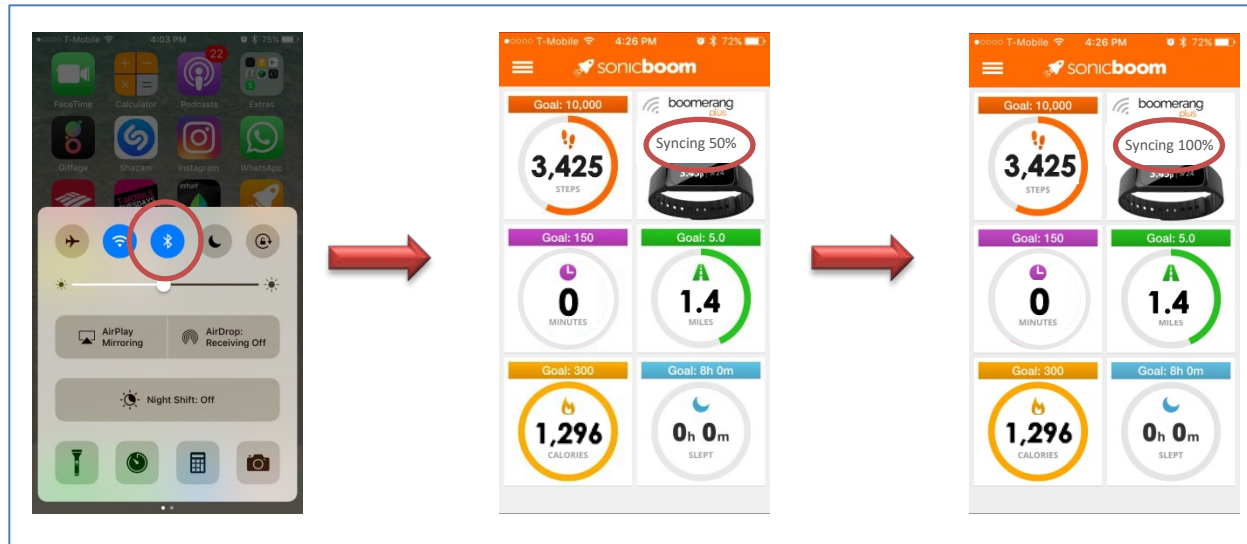 T-Mobile 4:03 PM 75%
22
FaceTime Calculator Podcasts Extras
Giffage Shazam Instagram WhatsApp
T-MOBILE TUESDAYS intuit
AirPlay Mirroring
AirDrop: Receiving Off
Night Shift: Off
T-Mobile 4:26 PM 72%
sonicboom
Goal: 10,000
3,425
STEPS
boomerang
plus
Syncing 50%
Goal: 150
0
MINUTES
Goal: 5.0
1.4
MILES
Goal: 300
1,296
CALORIES
Goal: 8h 0m
0h 0m
SLEPT
T-Mobile 4:26 PM 72%
sonicboom
Goal: 10,000
3,425
STEPS
boomerang
plus
Syncing 100%
Goal: 150
0
MINUTES
Goal: 5.0
1.4
MILES
Goal: 300
1,296
CALORIES
Goal: 8h 0m
0h 0m
SLEPT